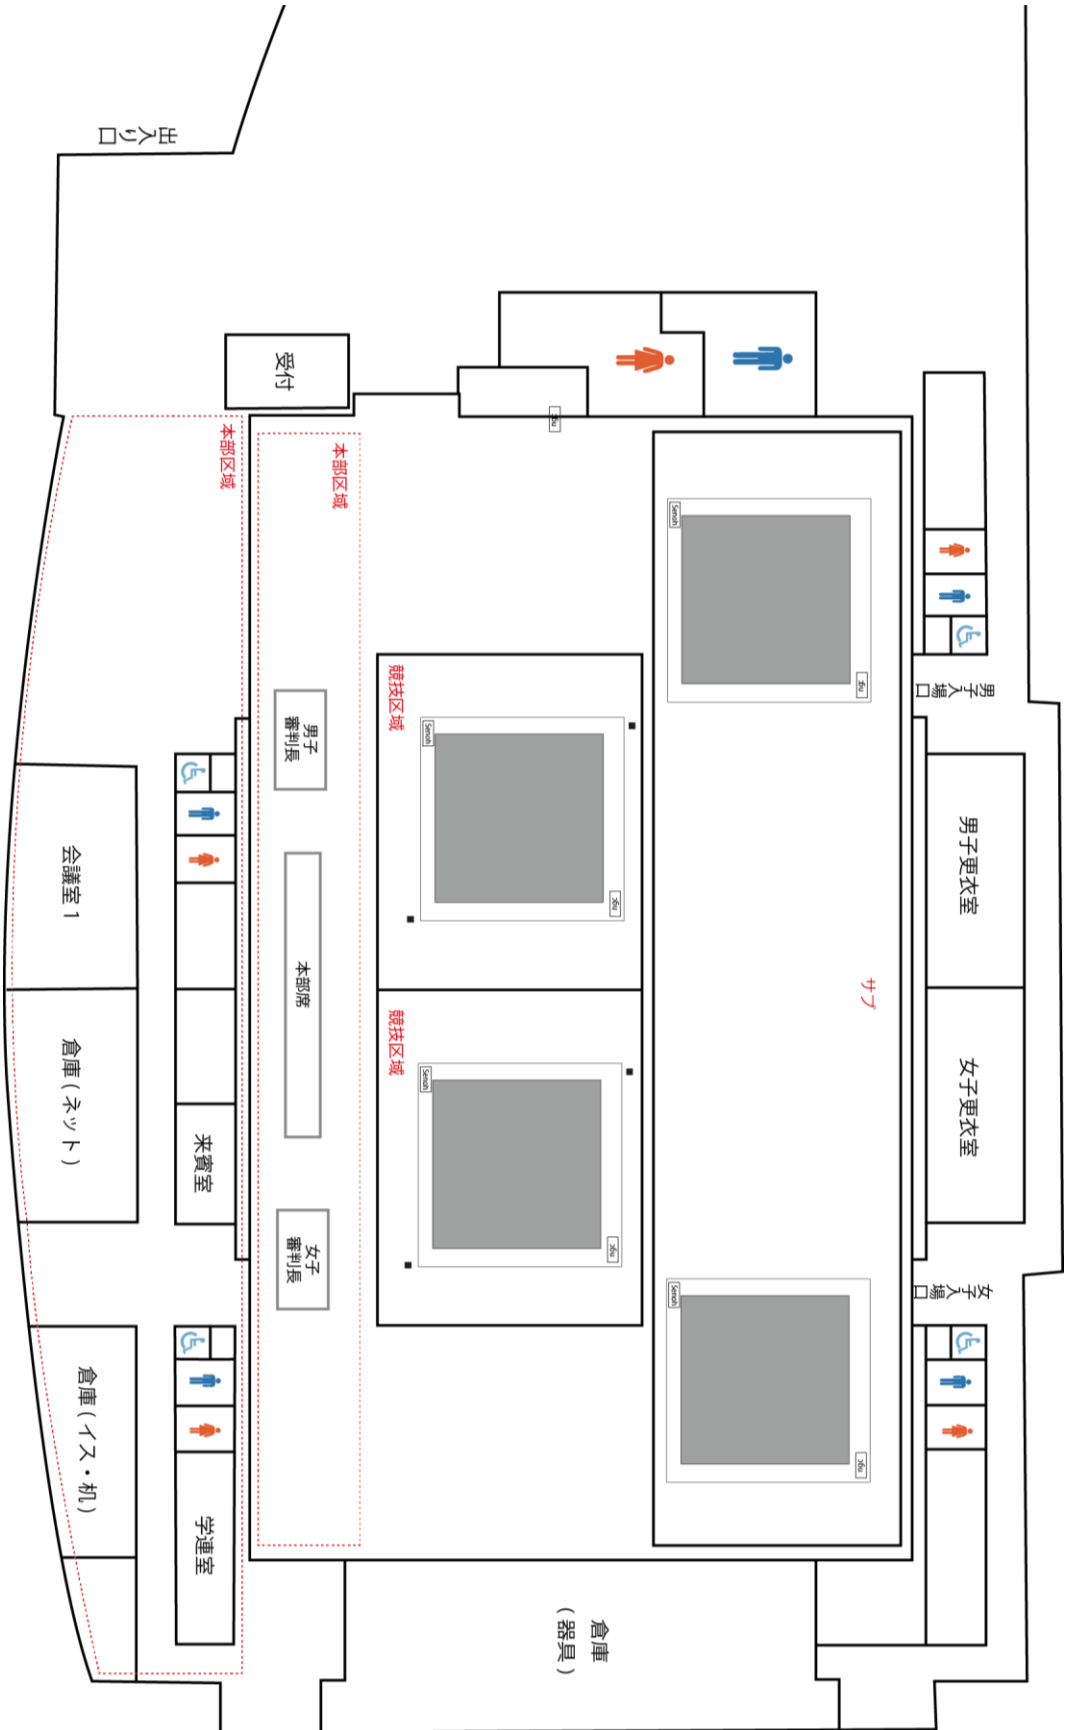 出入り口
受付
本部区域
本部区域
Senoh
男子入場口
競技区域
Senoh
男子
審判長
男子更衣室
会議室 1
本部席
サブ
競技区域
Senoh
倉庫 ( ネット )
女子更衣室
来賓室
女子
審判長
女子入場口
Senoh
倉庫 ( イス・机 )
学連室
倉庫
( 器具 )